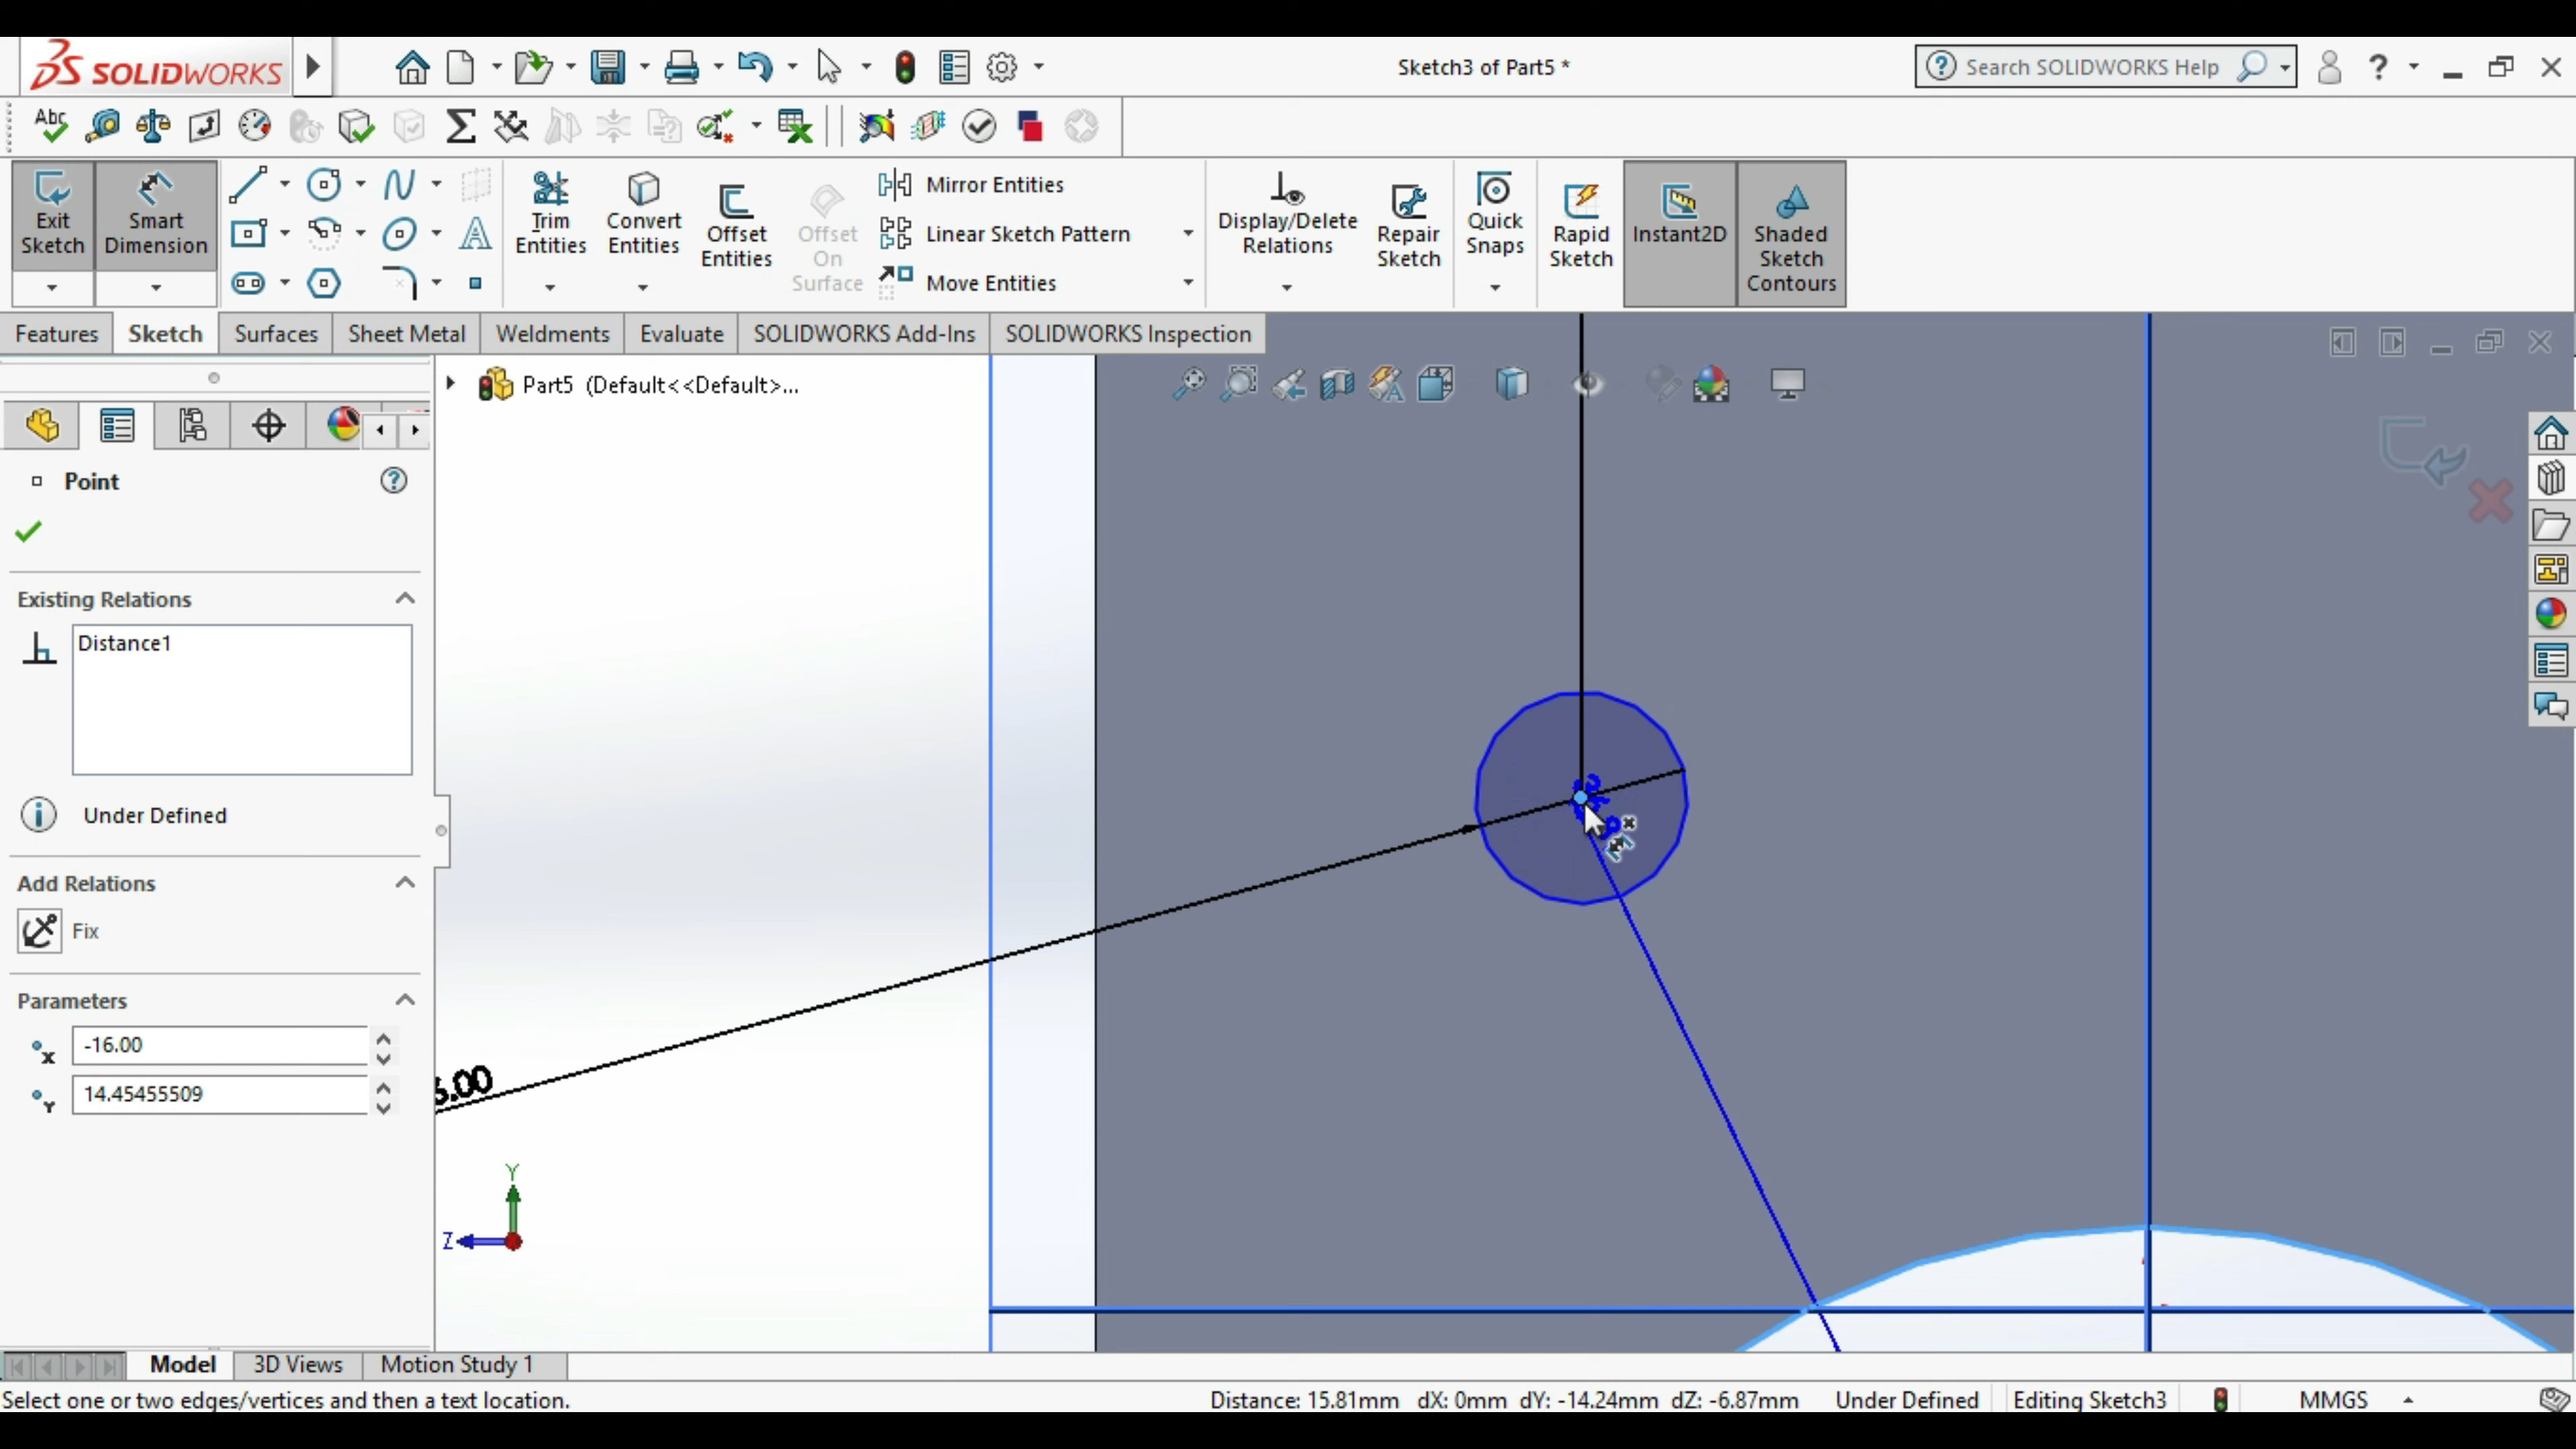 SOLIDWORKS
Sketch3 of Part5 *
Search SOLIDWORKS Help
Abc
Exit Sketch
Smart Dimension
Trim Entities
Convert Entities
Offset Entities
Offset On Surface
Mirror Entities
Linear Sketch Pattern
Move Entities
Display/Delete Relations
Repair Sketch
Quick Snaps
Rapid Sketch
Instant2D
Shaded Sketch Contours
Features
Sketch
Surfaces
Sheet Metal
Weldments
Evaluate
SOLIDWORKS Add-Ins
SOLIDWORKS Inspection
Part5 (Default<<Default>...
Point
Existing Relations
Distance1
Under Defined
Add Relations
Fix
Parameters
X
-16.00
Y
14.45455509
6.00
Y
Z
Model
3D Views
Motion Study 1
Select one or two edges/vertices and then a text location.
Distance: 15.81mm dX: 0mm dY: -14.24mm dZ: -6.87mm
Under Defined
Editing Sketch3
MMGS